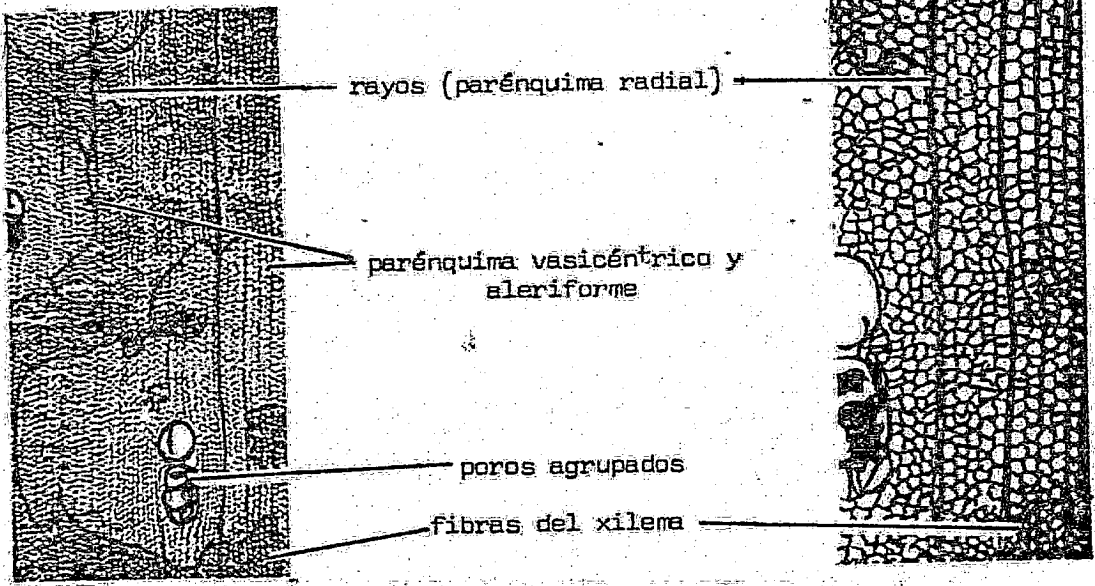 rayos (parénquima radial)
parénquima vasicéntrico y
aleriforme
poros agrupados
fibras del xilema